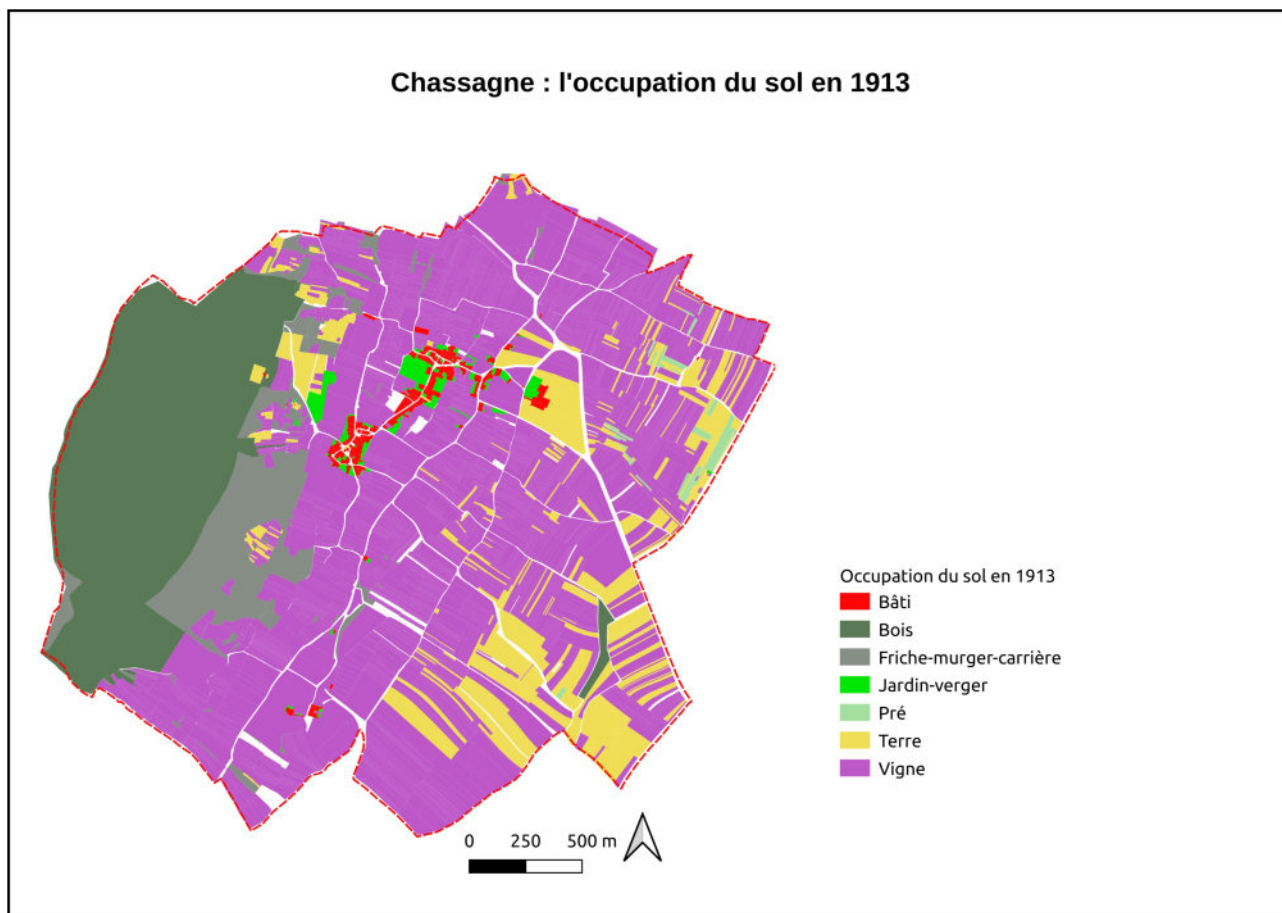 Chassagne : l'occupation du sol en 1913
Occupation du sol en 1913
Bâti
Bois
Friche-murger-carrière
Jardin-verger
Pré
Terre
Vigne
0 250 500 m